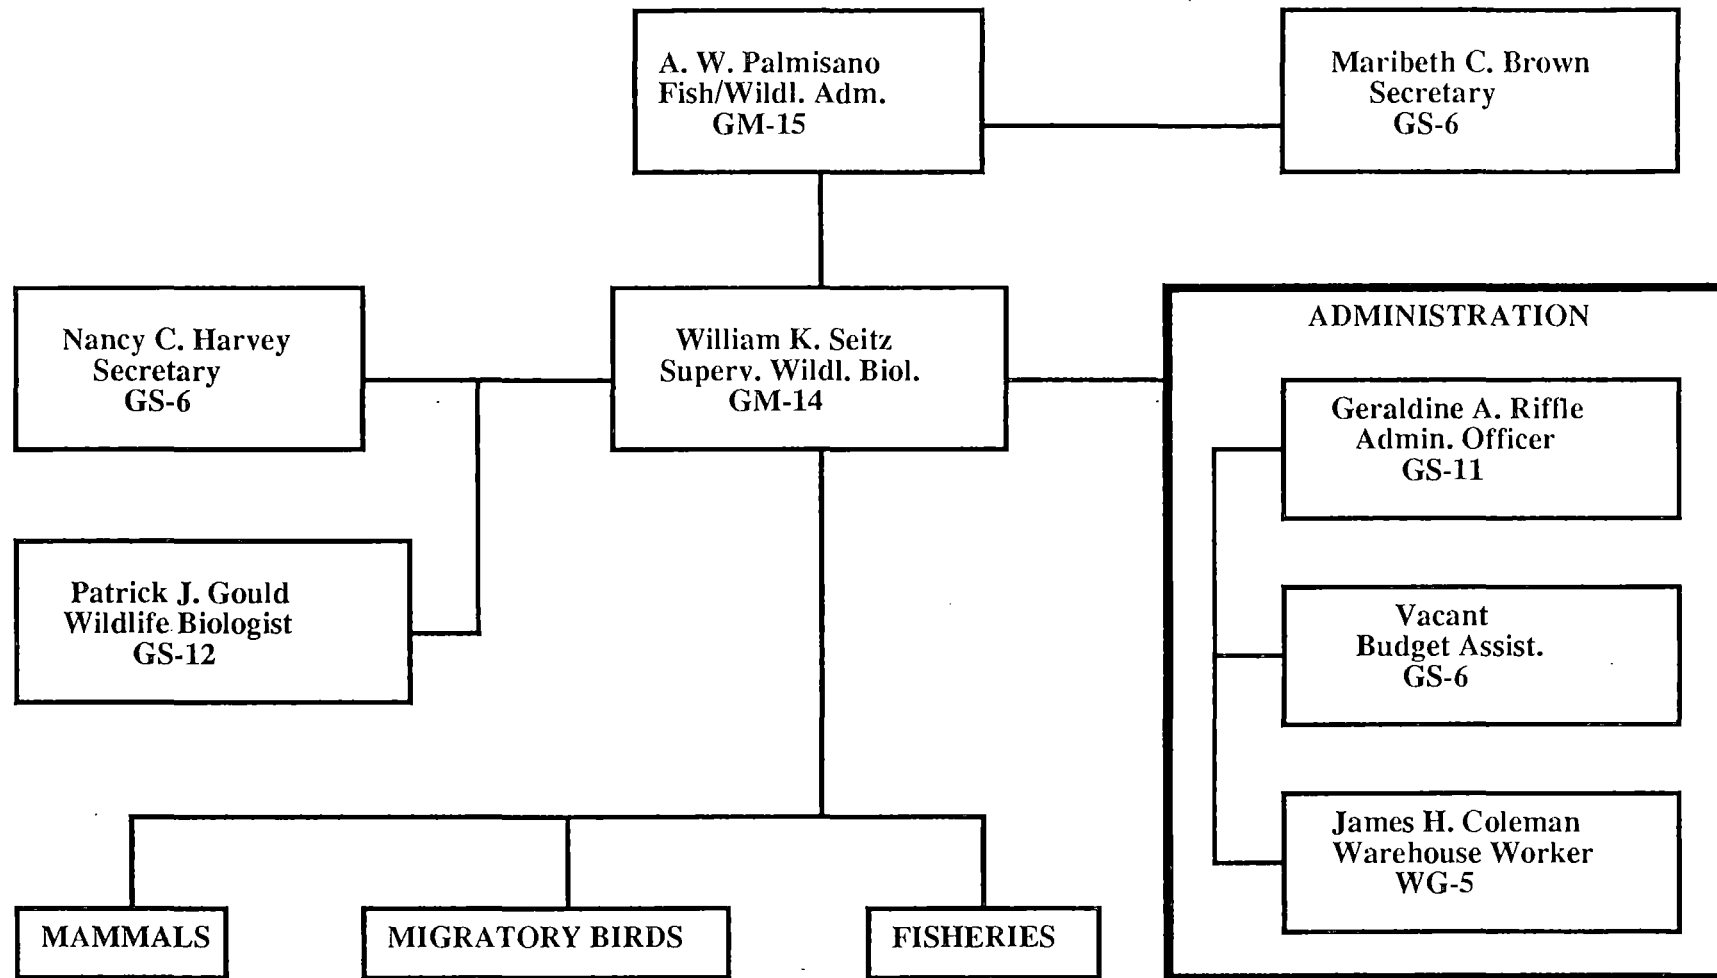 A. W. Palmisano
Fish/Wildl. Adm.
GM-15
Maribeth C. Brown
Secretary
GS-6
Nancy C. Harvey
Secretary
GS-6
William K. Seitz
Superv. Wildl. Biol.
GM-14
ADMINISTRATION
Geraldine A. Riffle
Admin. Officer
GS-11
Patrick J. Gould
Wildlife Biologist
GS-12
Vacant
Budget Assist.
GS-6
James H. Coleman
Warehouse Worker
WG-5
MAMMALS
MIGRATORY BIRDS
FISHERIES